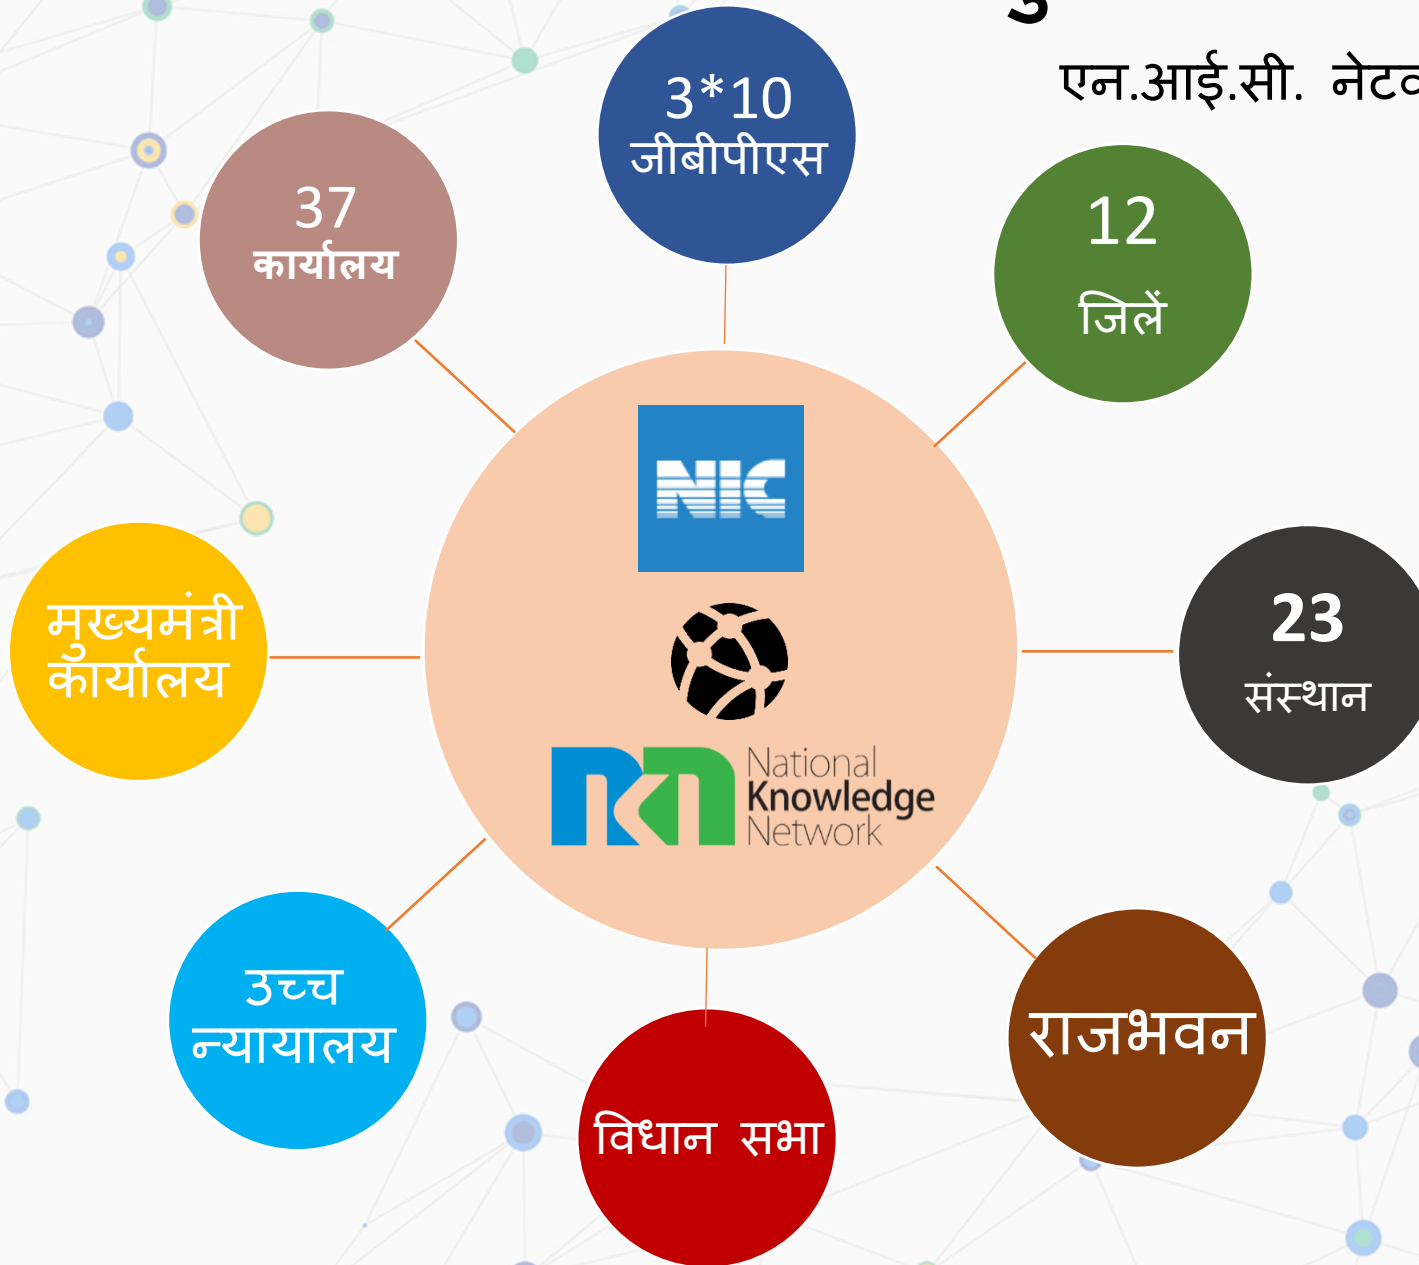 एन.आई.सी.
3*10
जीबीपीएस
37
कार्यालय
12
जिलें
NIC
National
Knowledge
Network
मुख्यमंत्री
कार्यालय
23
संस्थान
उच्च
न्यायालय
राजभवन
विधान सभा